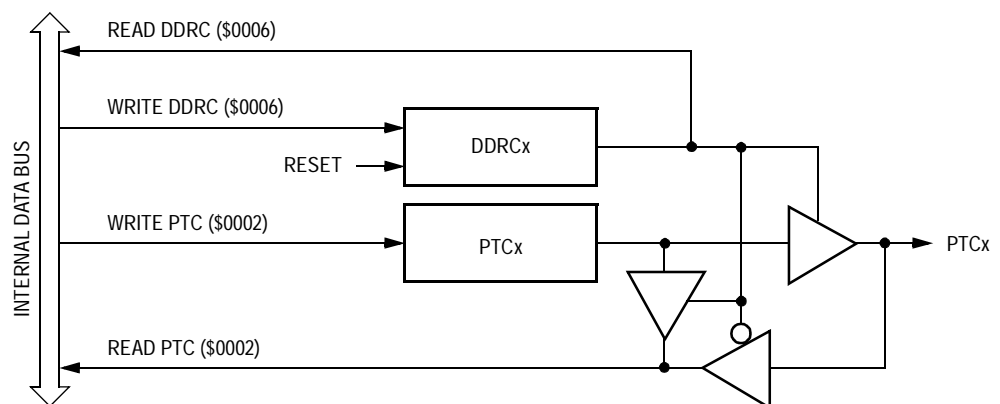 READ DDRC ($0006)
WRITE DDRC ($0006)
DDRCx
RESET
WRITE PTC ($0002)
PTCx
PTCx
READ PTC ($0002)
INTERNAL DATA BUS